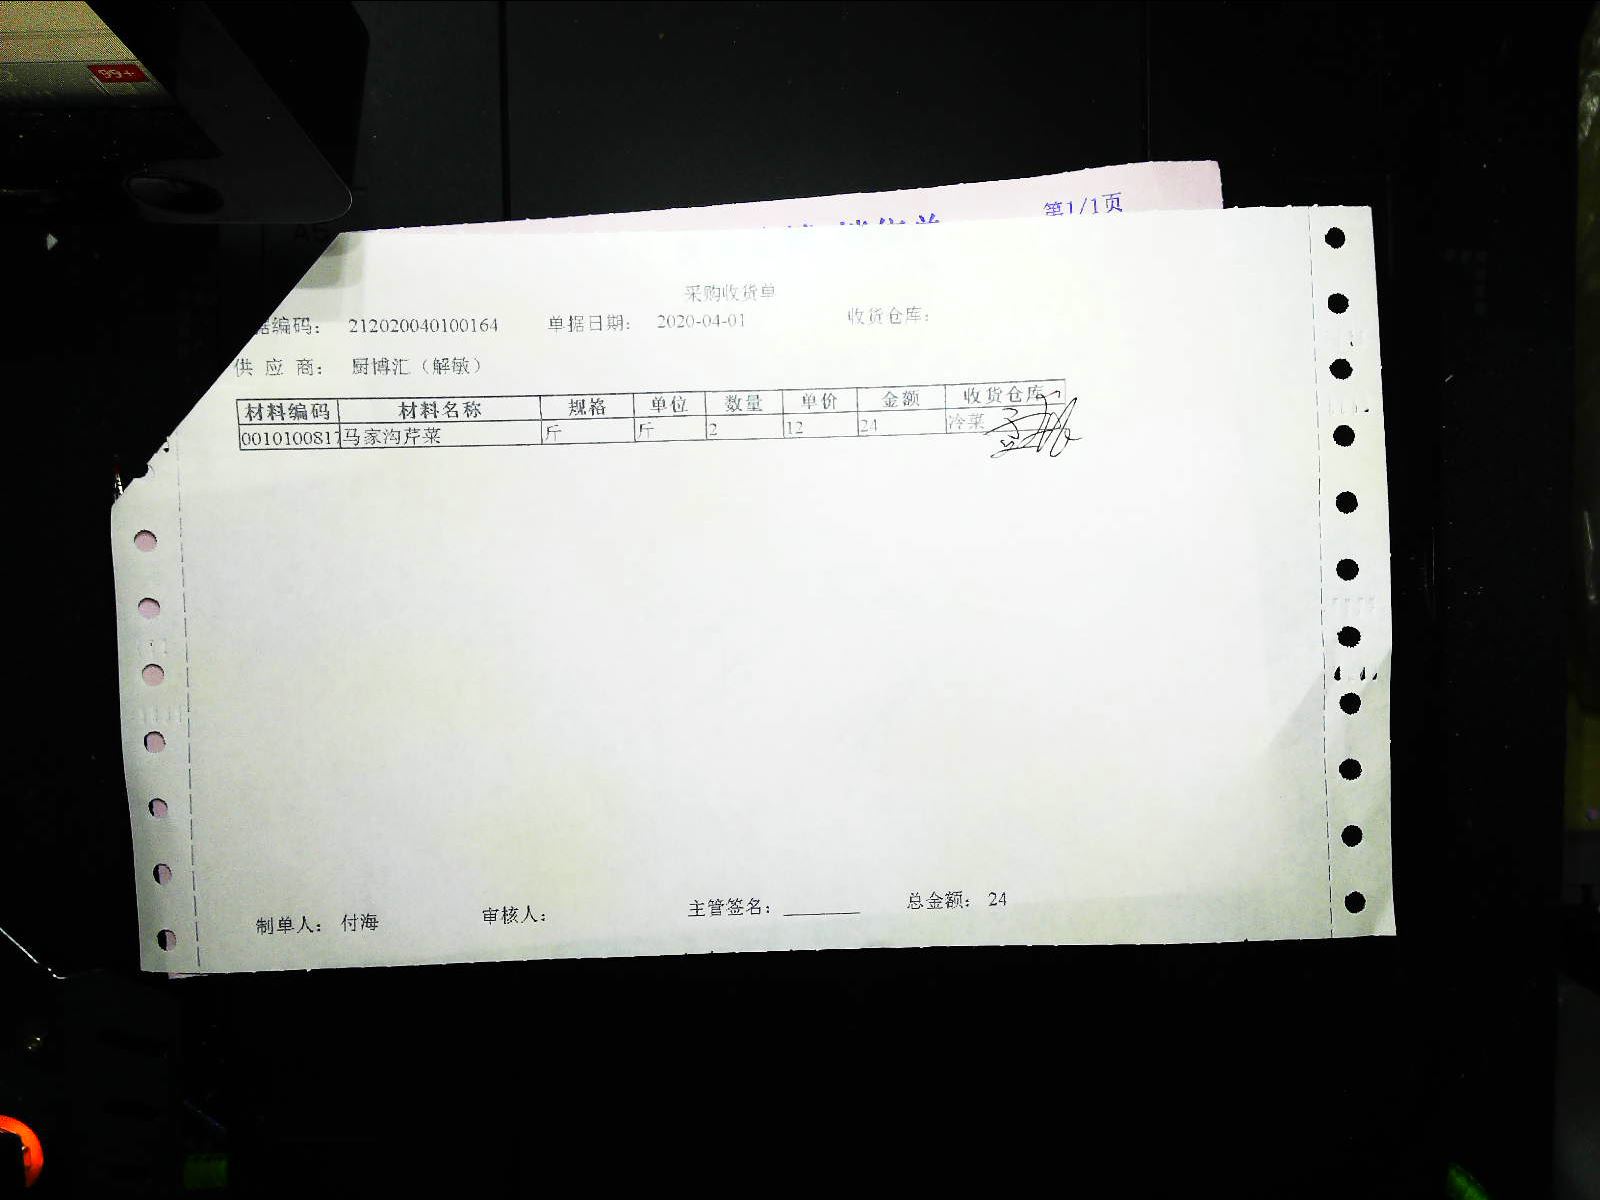 99+
第1/1页
采购收货单
据编码： 212020040100164 单据日期： 2020-04-01 收货仓库：
供 应 商： 厨博汇（解敏）
材料编码 材料名称 规格 单位 数量 单价 金额 收货仓库
0010100817 马家沟芹菜 斤 斤 2 12 24 冷菜
制单人： 付海 审核人： 主管签名：________ 总金额： 24